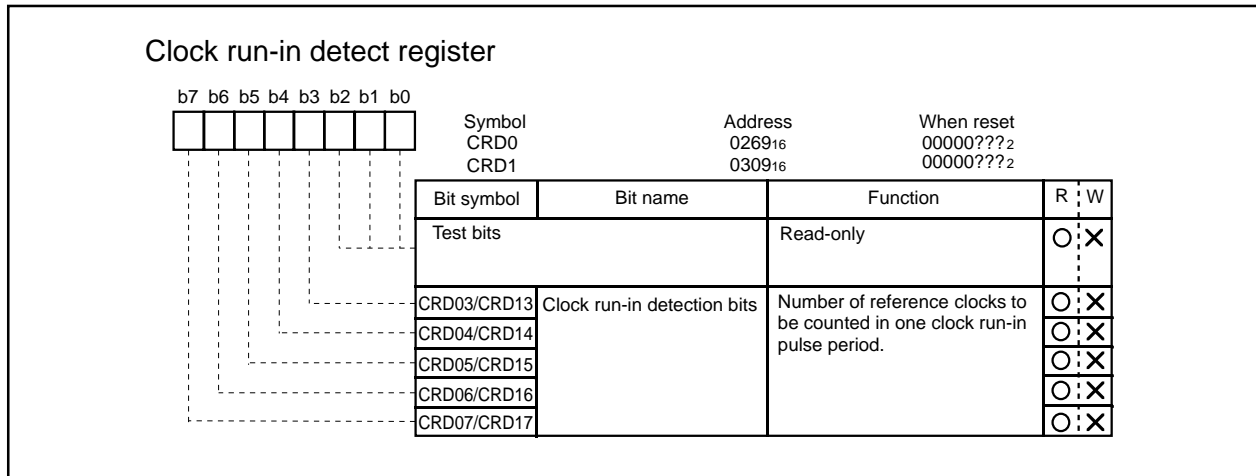 Clock run-in detect register
b7 b6 b5 b4 b3 b2 b1 b0
Symbol Address When reset
CRD0 026916 00000???2
CRD1 030916 00000???2
Bit symbol Bit name Function R W
Test bits Read-only O X
CRD03/CRD13 Clock run-in detection bits Number of reference clocks to O X
be counted in one clock run-in
CRD04/CRD14 O X
pulse period.
CRD05/CRD15 O X
CRD06/CRD16 O X
CRD07/CRD17 O X